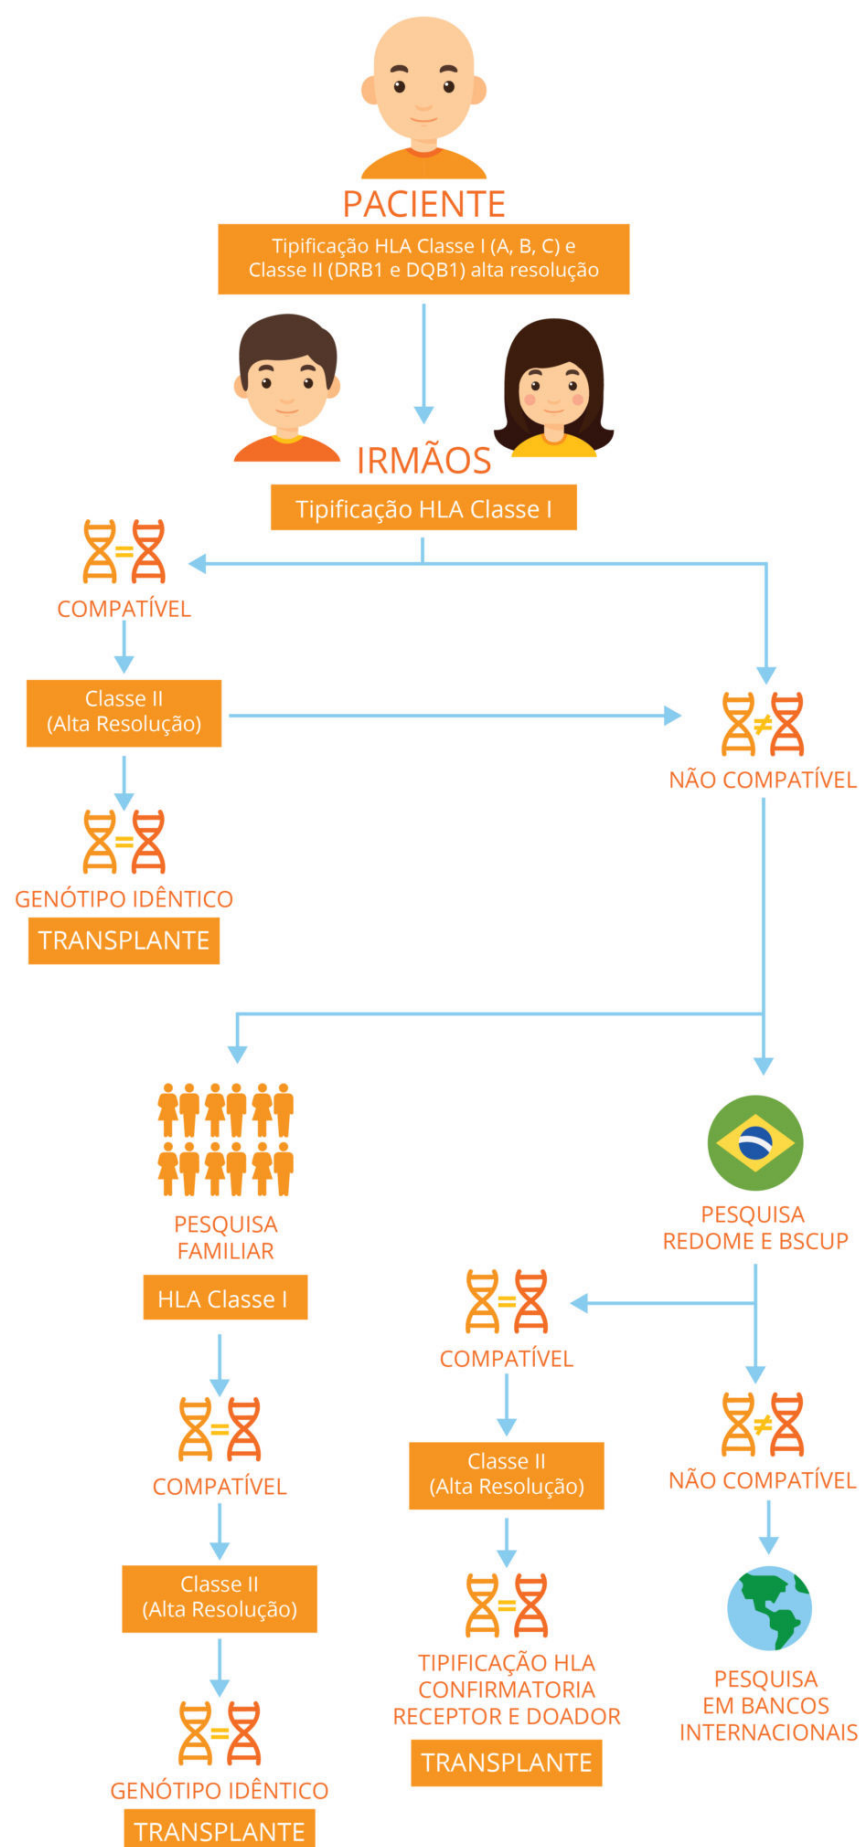 PACIENTE
Tipificação HLA Classe I (A, B, C) e
Classe II (DRB1 e DQB1) alta resolução
IRMÃOS
Tipificação HLA Classe I
COMPATÍVEL
Classe II
(Alta Resolução)
NÃO COMPATÍVEL
GENÓTIPO IDÊNTICO
TRANSPLANTE
PESQUISA
FAMILIAR
HLA Classe I
COMPATÍVEL
Classe II
(Alta Resolução)
GENÓTIPO IDÊNTICO
TRANSPLANTE
PESQUISA
REDOME E BSCUP
COMPATÍVEL
Classe II
(Alta Resolução)
TIPIFICAÇÃO HLA
CONFIRMATORIA
RECEPTOR E DOADOR
TRANSPLANTE
NÃO COMPATÍVEL
PESQUISA
EM BANCOS
INTERNACIONAIS